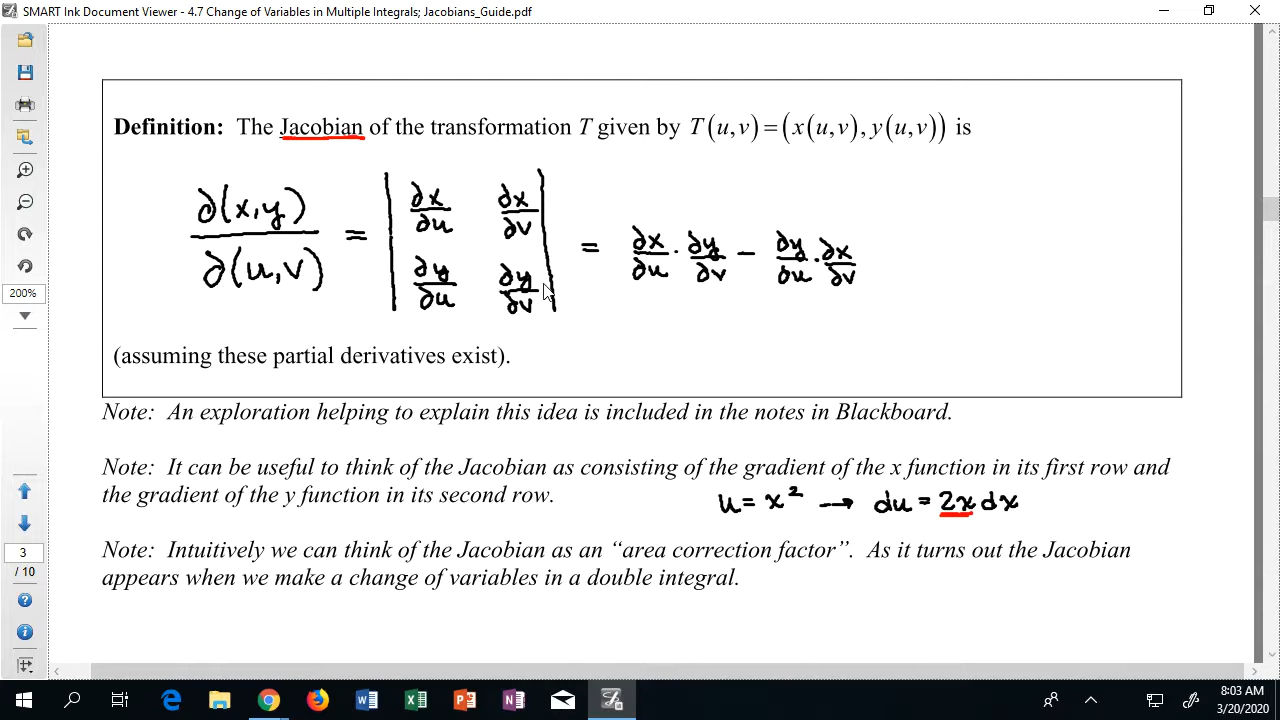 SMART Ink Document Viewer - 4.7 Change of Variables in Multiple Integrals; Jacobians_Guide.pdf
Definition: The Jacobian of the transformation T given by T(u,v)=(x(u,v),y(u,v)) is
∂(x,y)/∂(u,v) = |∂x/∂u ∂x/∂v; ∂y/∂u ∂y/∂v| = ∂x/∂u · ∂y/∂v − ∂y/∂u · ∂x/∂v
(assuming these partial derivatives exist).
Note: An exploration helping to explain this idea is included in the notes in Blackboard.
Note: It can be useful to think of the Jacobian as consisting of the gradient of the x function in its first row and
the gradient of the y function in its second row.
u = x² → du = 2x dx
Note: Intuitively we can think of the Jacobian as an “area correction factor”. As it turns out the Jacobian
appears when we make a change of variables in a double integral.
200%
3
/ 10
8:03 AM
3/20/2020